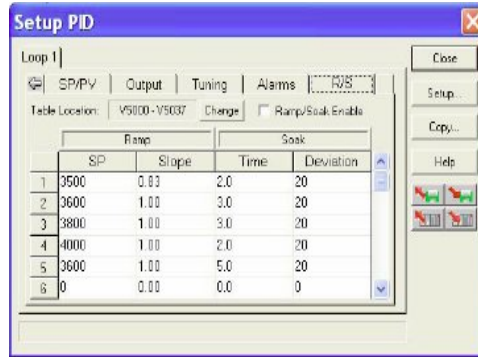 Setup PID
Loop 1
SP/PV Output Tuning Alarms R/S
Close
Setup...
Copy...
Help
Table Location: V5000 - V5037 Change Ramp/Soak Enable
Ramp Soak
SP Slope Time Deviation
1 3500 0.83 2.0 20
2 3600 1.00 3.0 20
3 3800 1.00 3.0 20
4 4000 1.00 2.0 20
5 3600 1.00 5.0 20
6 0 0.00 0.0 0